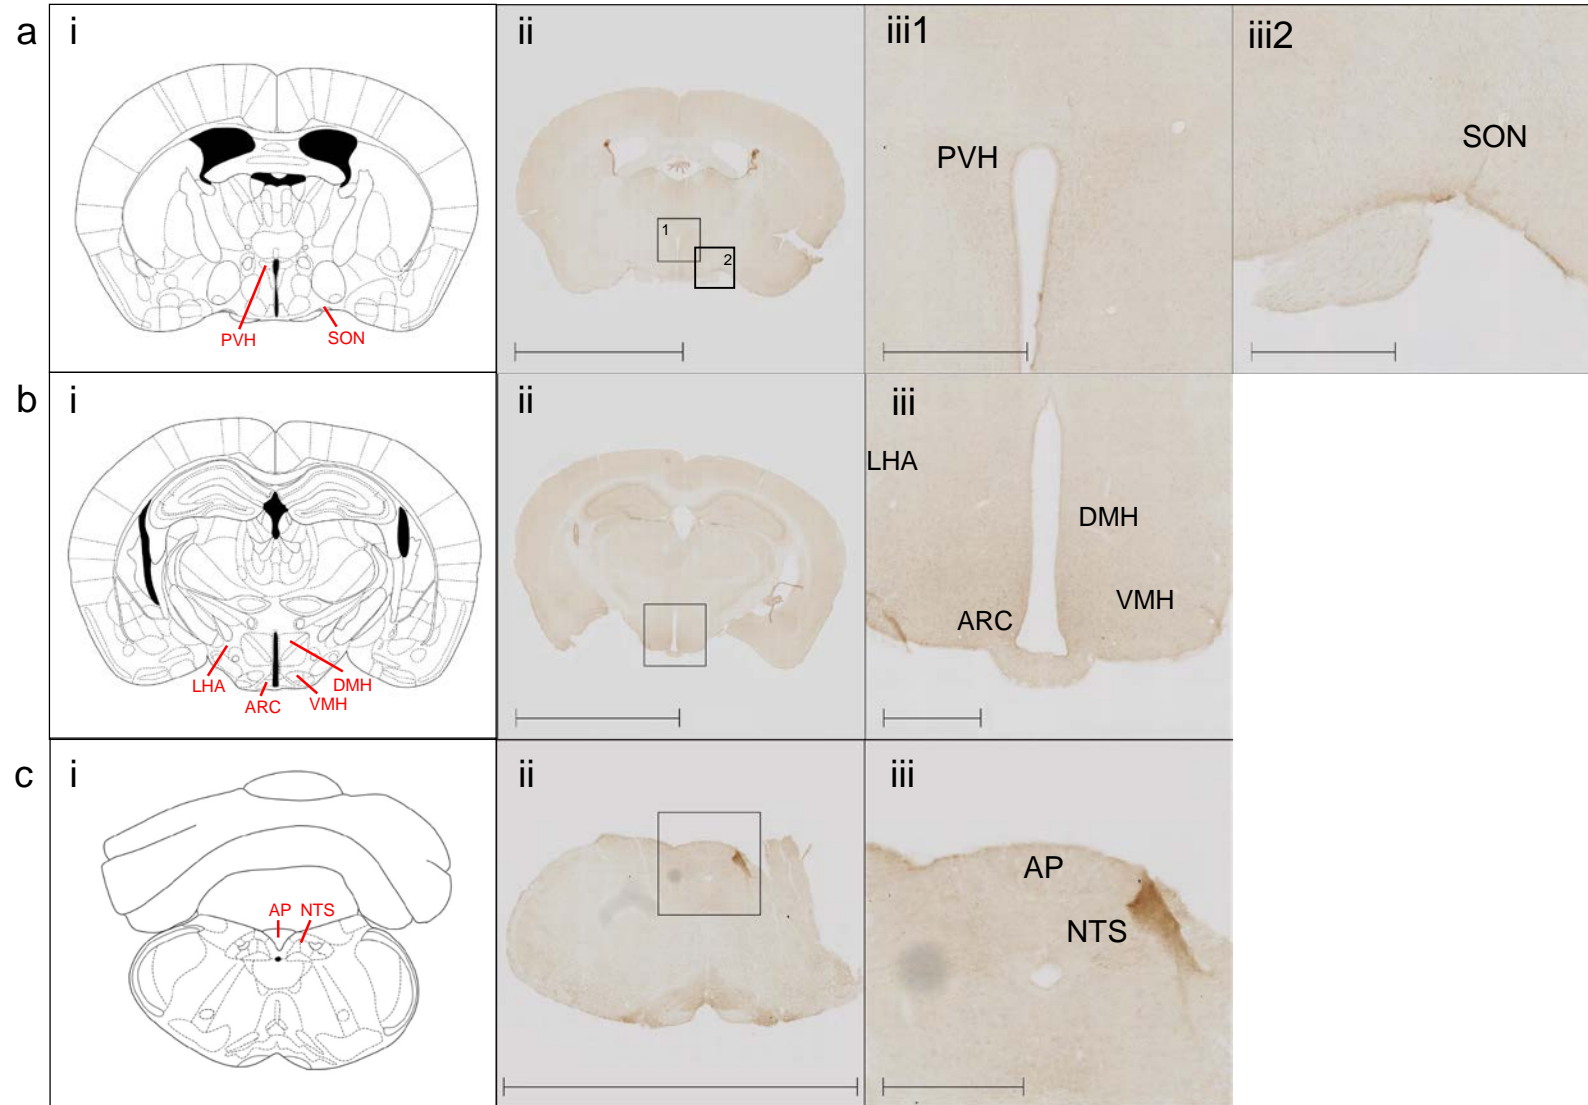 a
i
ii
iii1
iii2
PVH
SON
PVH
SON
1
2
b
i
ii
iii
LHA
DMH
ARC
VMH
LHA
DMH
ARC
VMH
c
i
ii
iii
AP NTS
AP
NTS